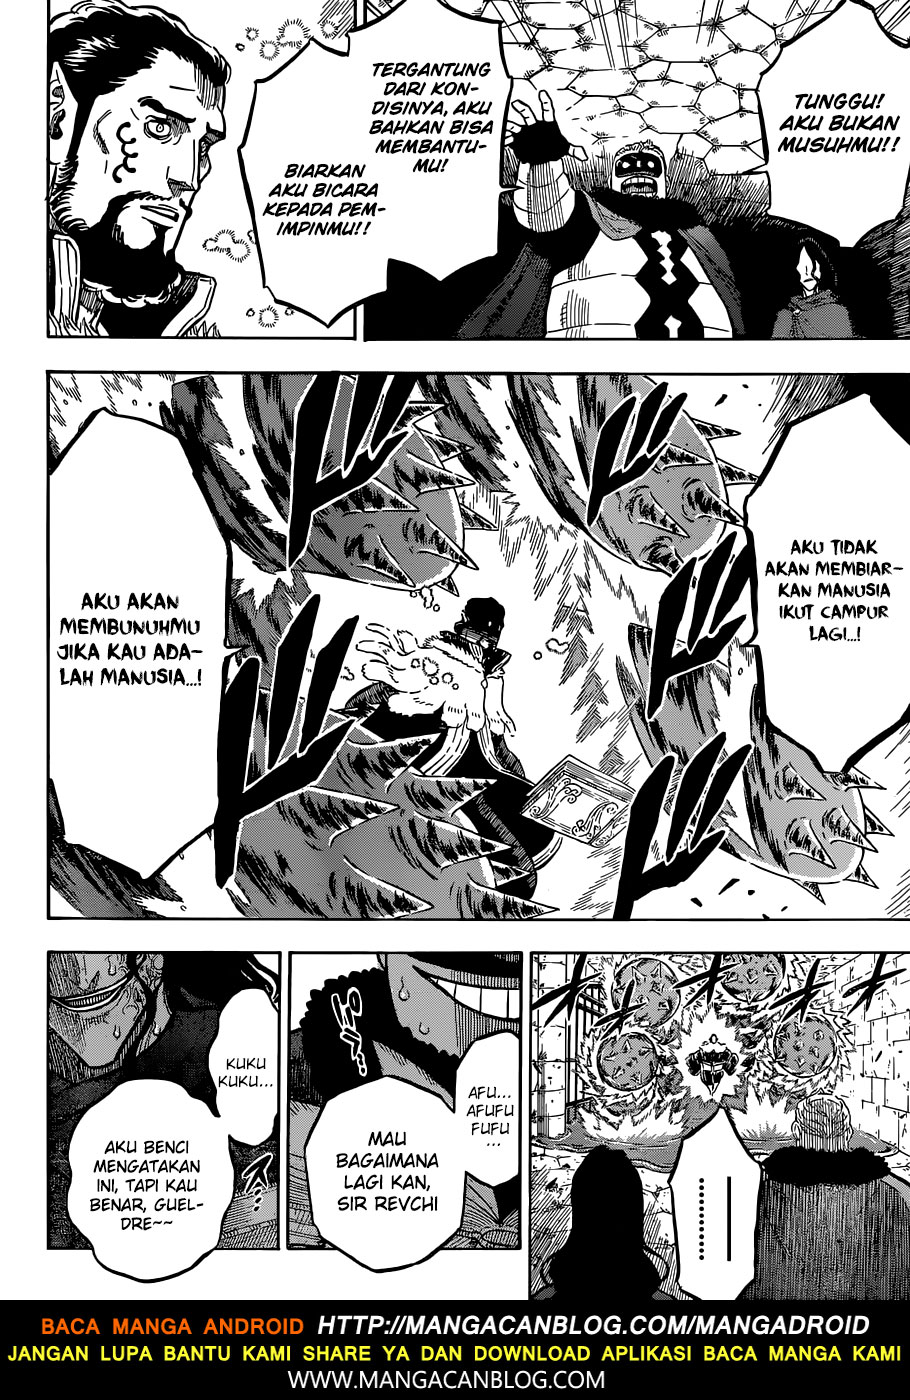 TUNGGU!
AKU BUKAN
MUSUHMU!!
TERGANTUNG
DARI KON-
DISINYA, AKU
BAHKAN BISA
MEMBANTU-
MU!
BIARKAN
AKU BICARA
KEPADA PEM-
IMPINMU!!
AKU TIDAK
AKAN MEMBIAR-
KAN MANUSIA
IKUT CAMPUR
LAGI...!
AKU AKAN
MEMBUNUHMU
JIKA KAU ADA-
LAH MANUSIA...!
AFU...
AFUFU
FUFU
...
MAU
BAGAIMANA
LAGI KAN,
SIR REVCHI
KUKU
KUKU...
AKU BENCI
MENGATAKAN
INI, TAPI KAU
BENAR, GUEL-
DRE~~
BACA MANGA ANDROID HTTP://MANGACANBLOG.COM/MANGADROID
JANGAN LUPA BANTU KAMI SHARE YA DAN DOWNLOAD APLIKASI BACA MANGA KAMI
WWW.MANGACANBLOG.COM